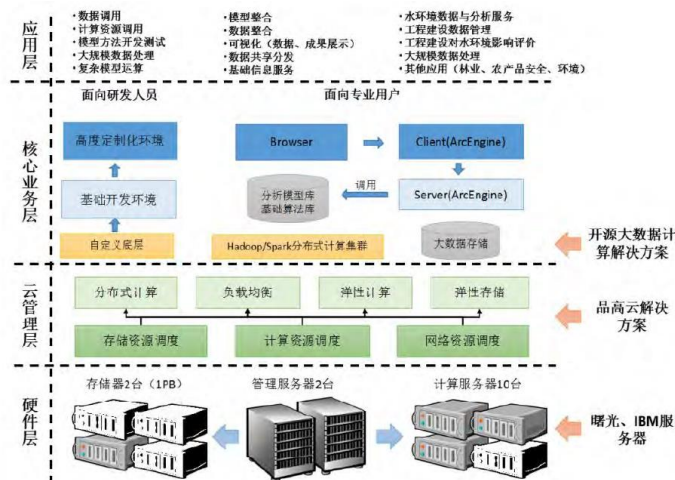 应用层
·数据调用
·计算资源调用
·模型方法开发测试
·大规模数据处理
·复杂模型运算
·模型整合
·数据整合
·可视化（数据、成果展示）
·数据共享分发
·基础信息服务
·水环境数据与分析服务
·工程建设数据管理
·工程建设对水环境影响评价
·大规模数据处理
·其他应用（林业、农产品安全、环境）
核心业务层
面向研发人员
面向专业用户
高度定制化环境
Browser
Client(ArcEngine)
基础开发环境
分析模型库
基础算法库
调用
Server(ArcEngine)
自定义底层
Hadoop/Spark分布式计算集群
大数据存储
开源大数据计
算解决方案
云管理层
分布式计算
负载均衡
弹性计算
弹性存储
存储资源调度
计算资源调度
网络资源调度
品高云解决
方案
硬件层
存储器2台（1PB）
管理服务器2台
计算服务器10台
曙光、IBM服
务器